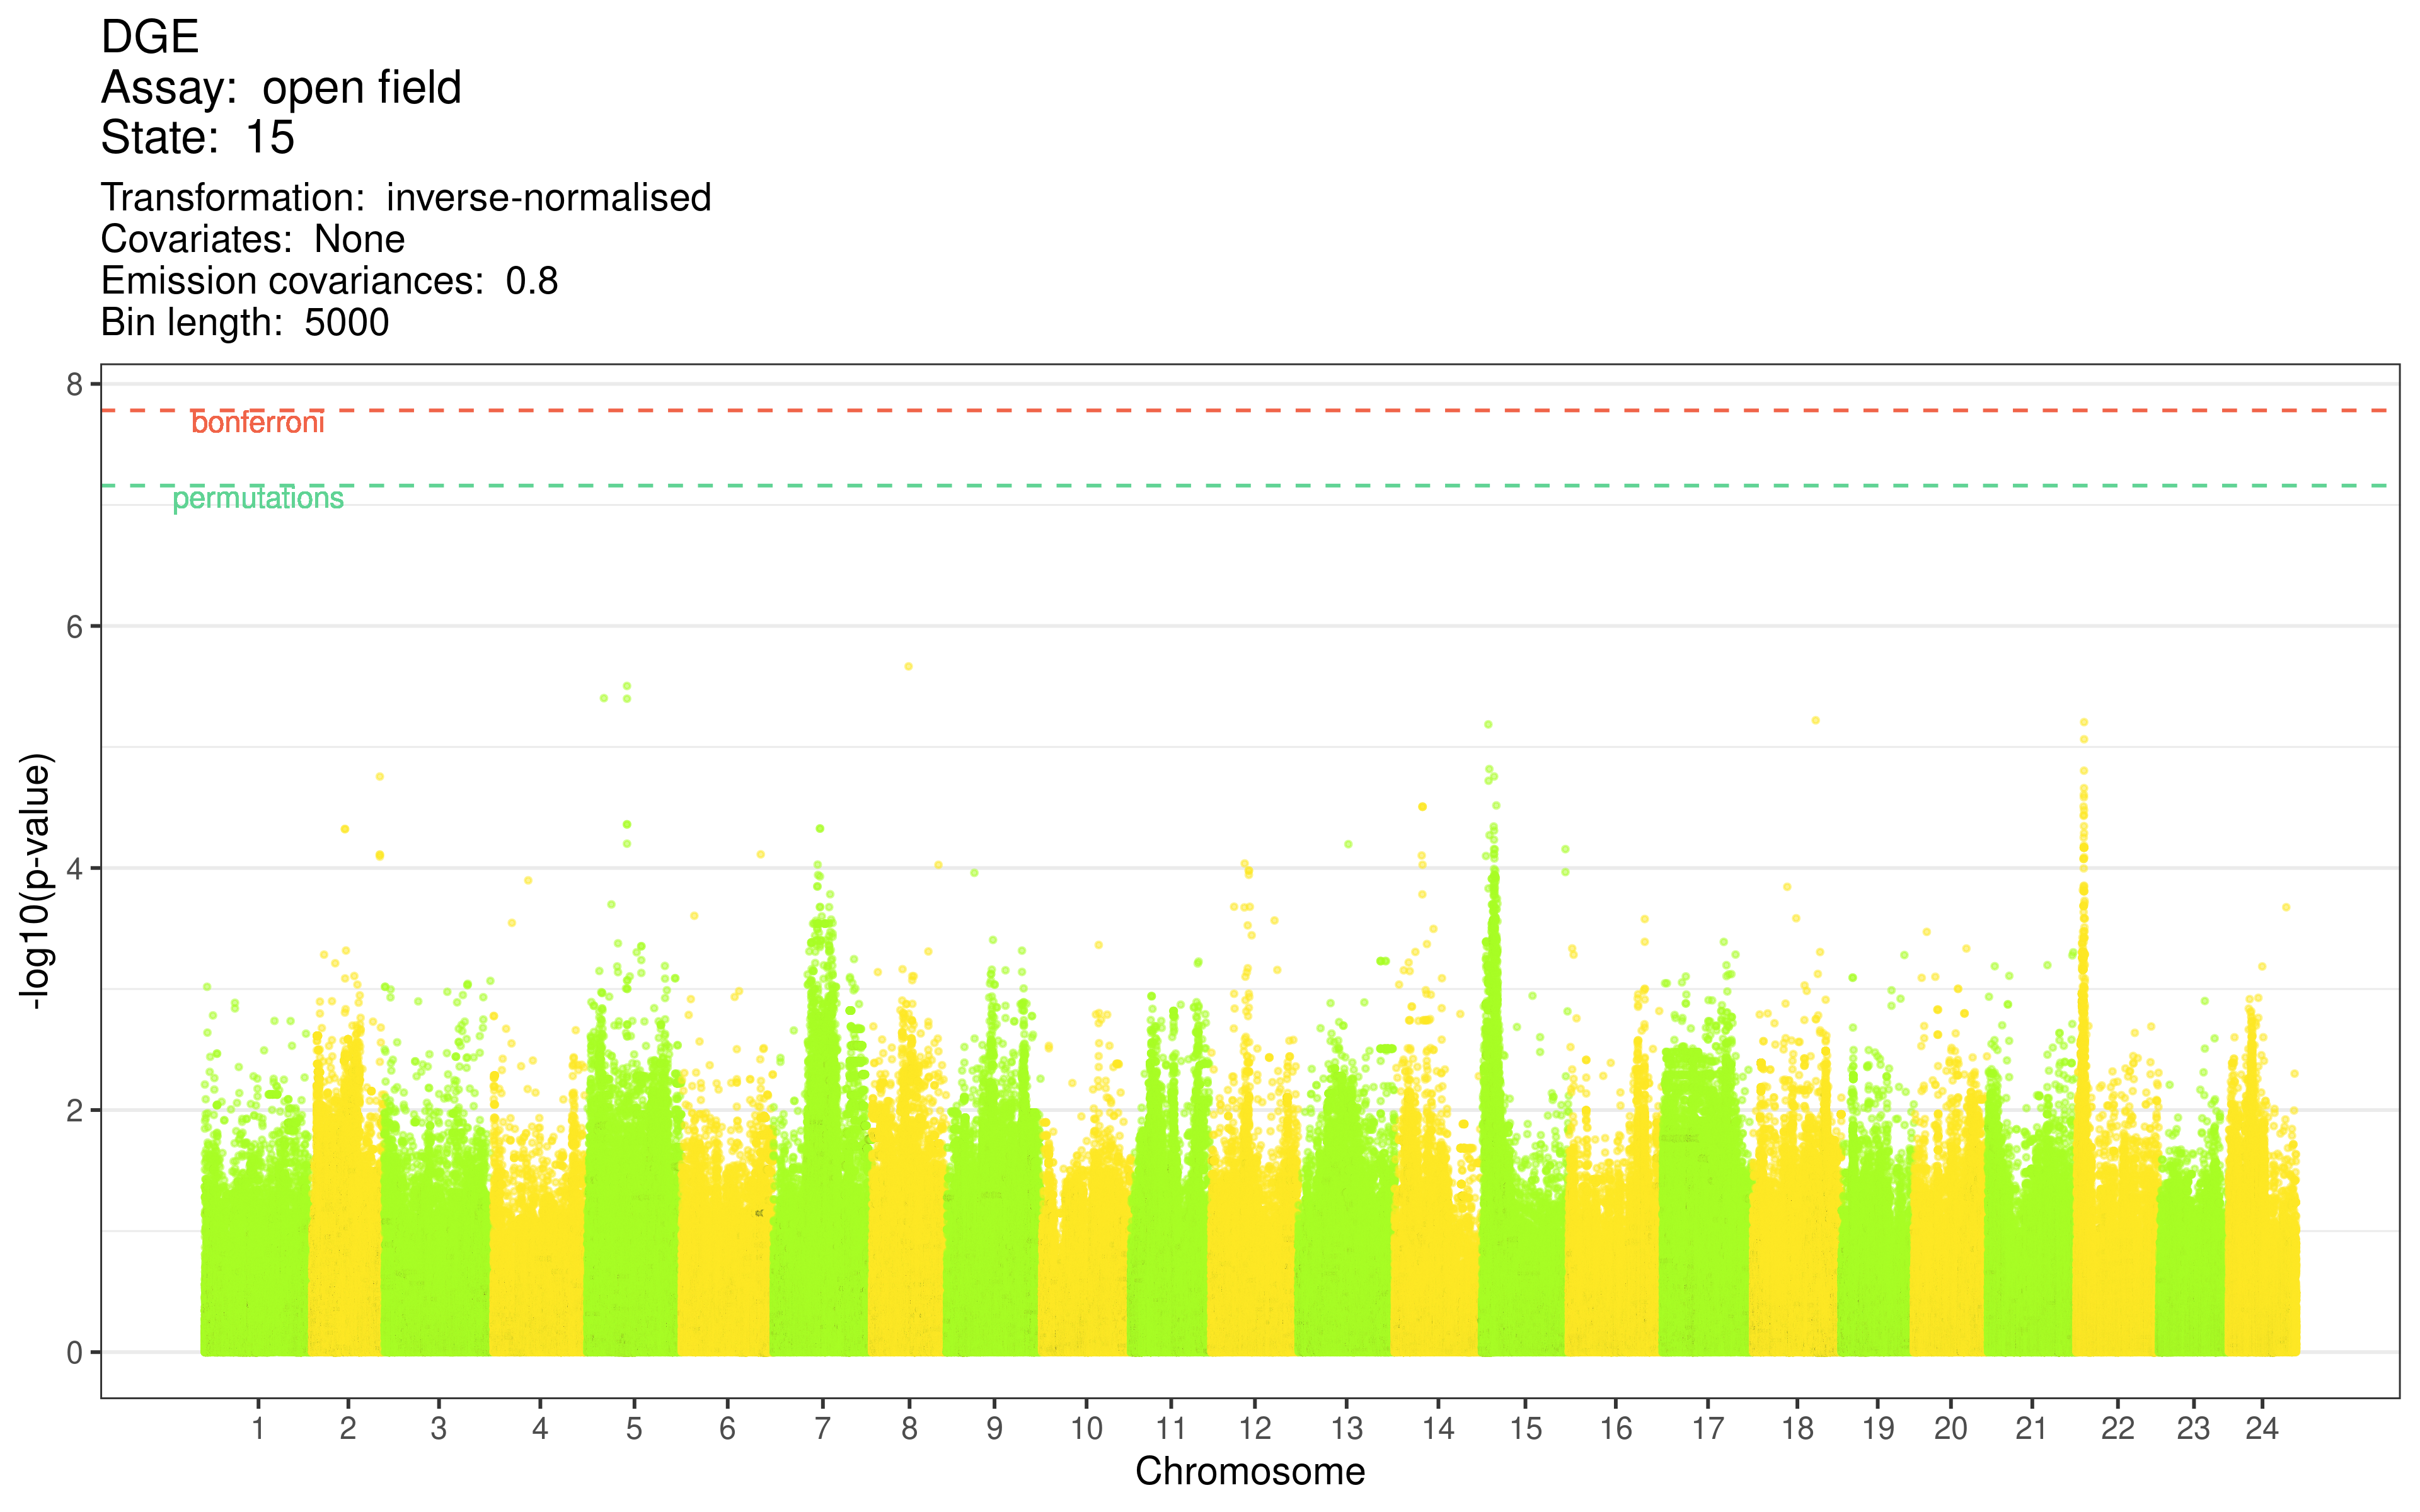 DGE
Assay:  open field
State:  15
Transformation:  inverse-normalised
Covariates:  None
Emission covariances:  0.8
Bin length:  5000
8
bonferroni
permutations
6
4
2
0
-log10(p-value)
1 2 3 4 5 6 7 8 9 10 11 12 13 14 15 16 17 18 19 20 21 22 23 24
Chromosome